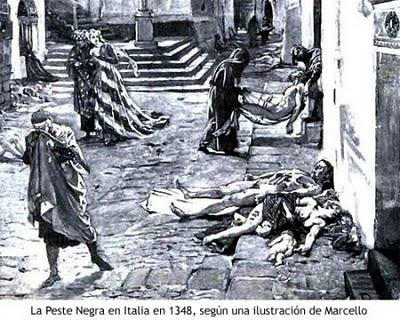 La Peste Negra en Italia en 1348, según una ilustración de Marcello